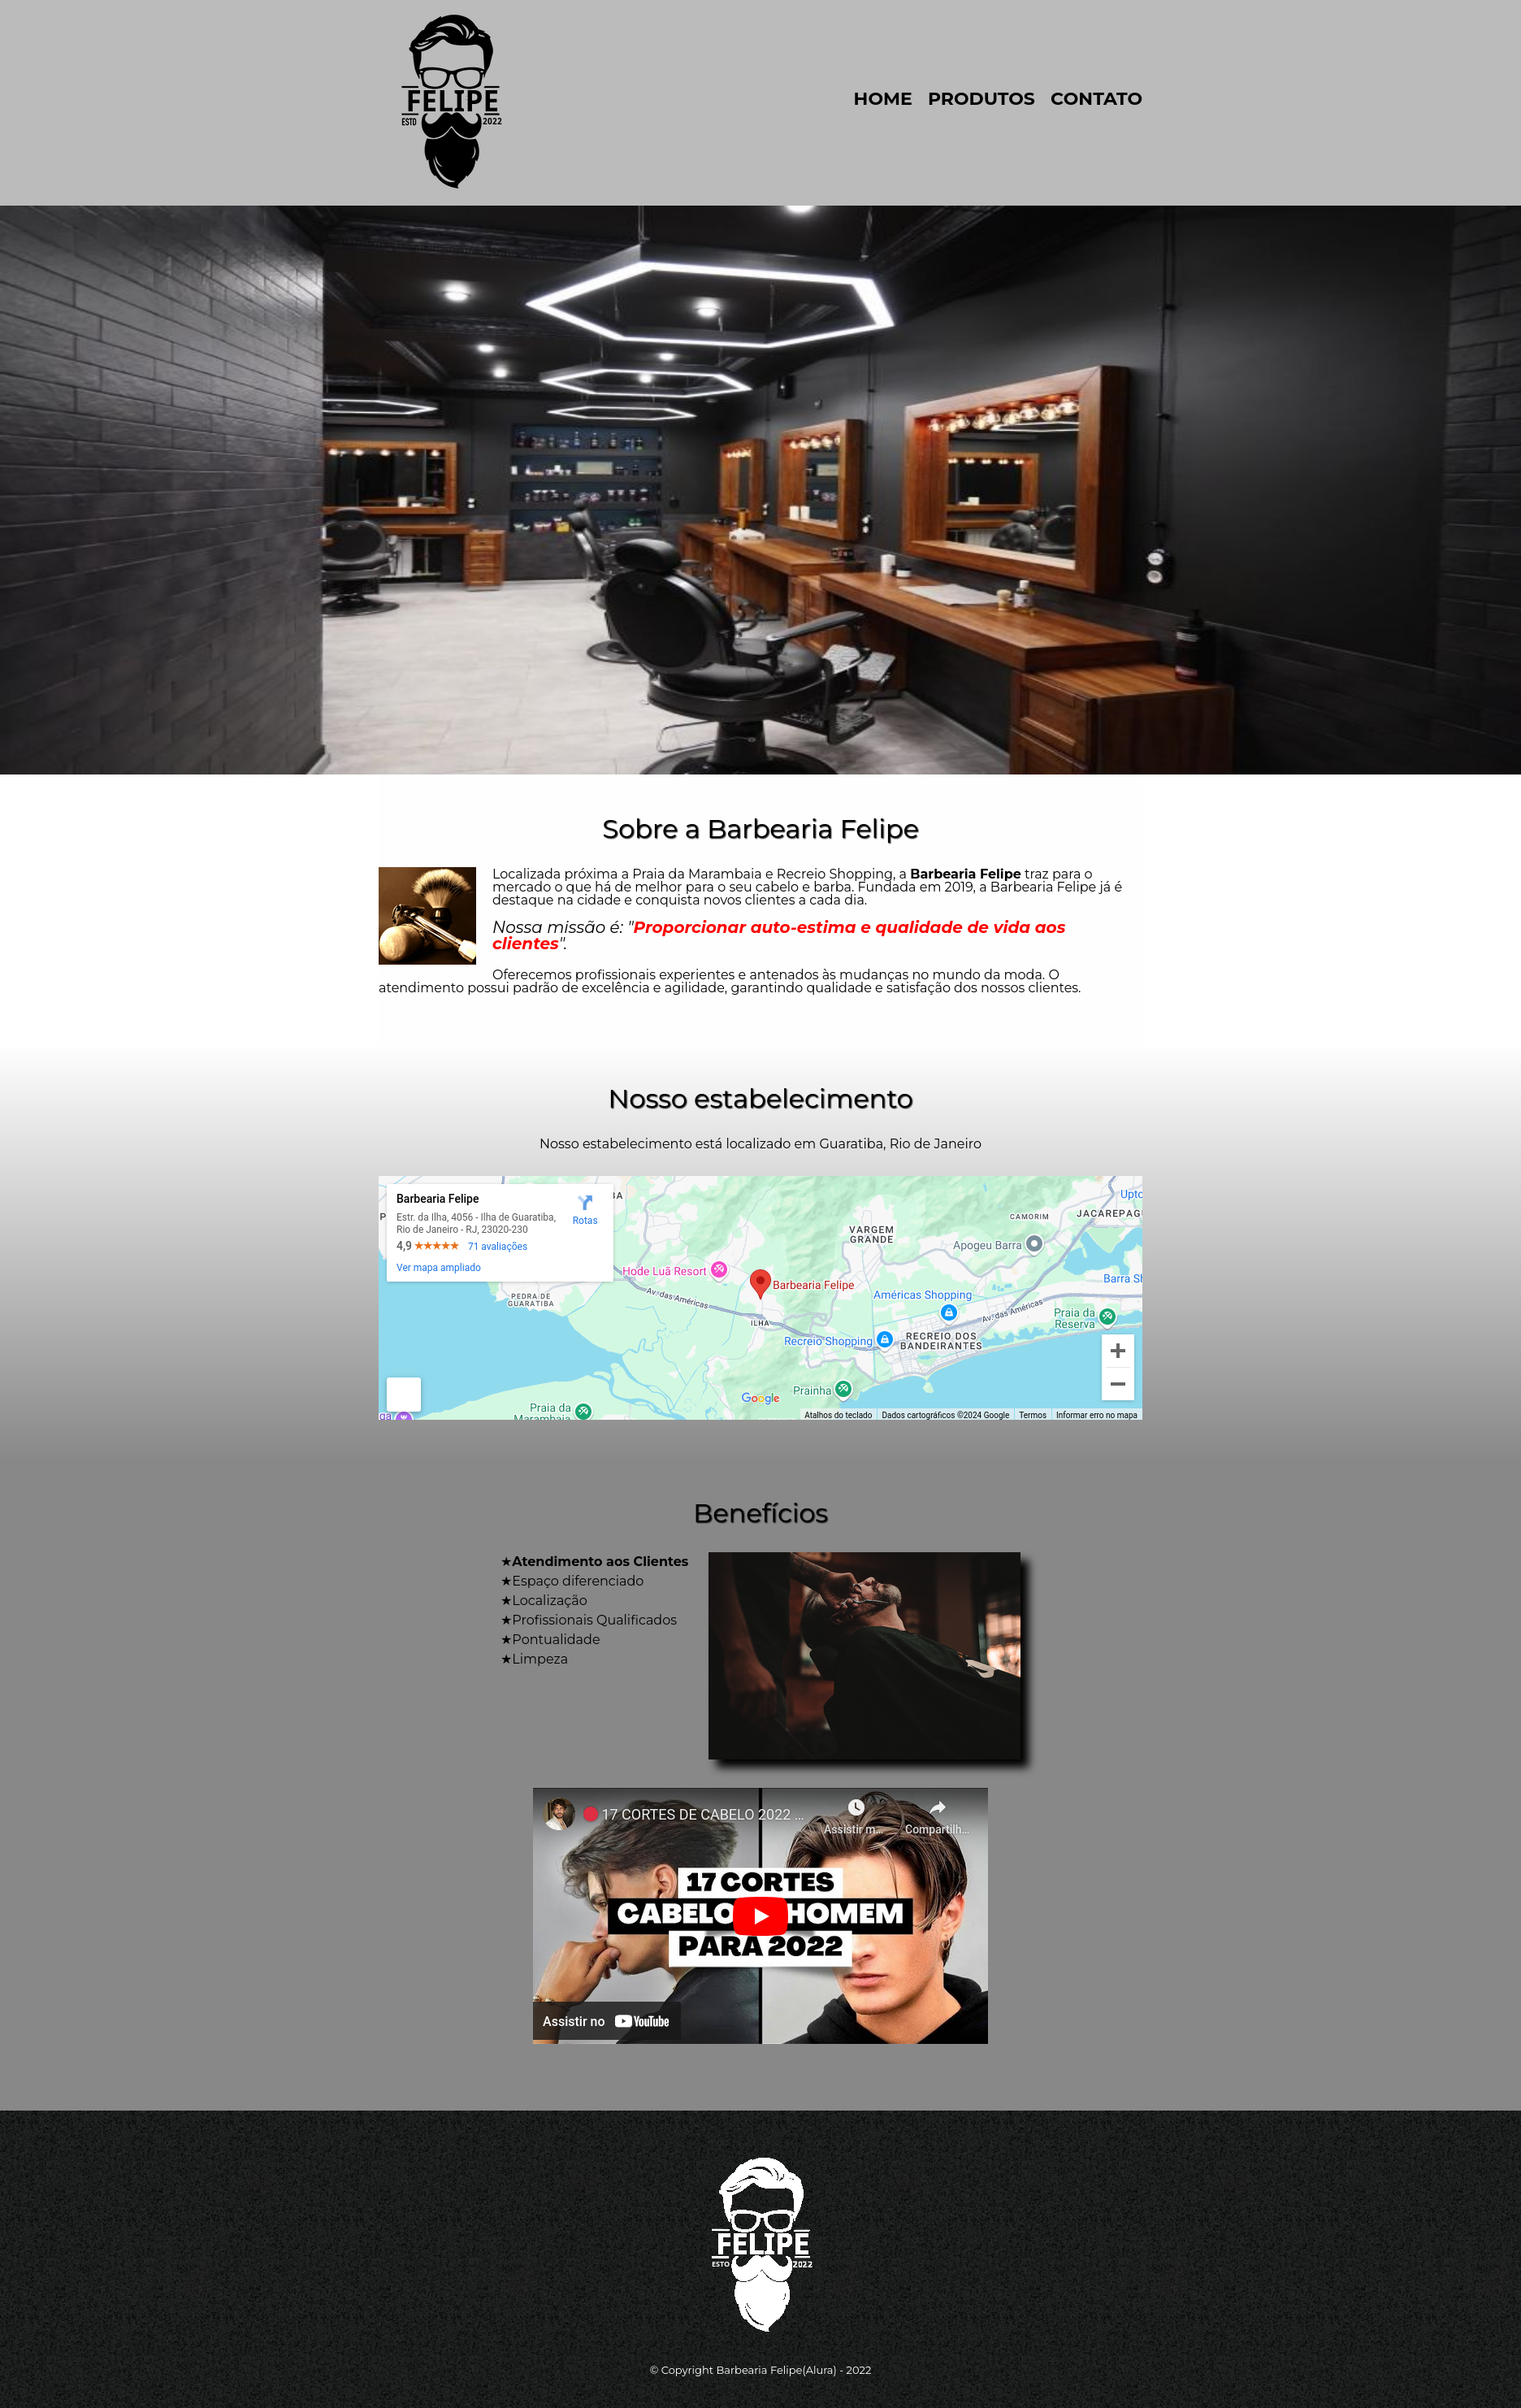 FELIPE
ESTD 2022
HOME PRODUTOS CONTATO
Sobre a Barbearia Felipe
Localizada próxima a Praia da Marambaia e Recreio Shopping, a Barbearia Felipe traz para o
mercado o que há de melhor para o seu cabelo e barba. Fundada em 2019, a Barbearia Felipe já é
destaque na cidade e conquista novos clientes a cada dia.
Nossa missão é: "Proporcionar auto-estima e qualidade de vida aos
clientes".
Oferecemos profissionais experientes e antenados às mudanças no mundo da moda. O
atendimento possui padrão de excelência e agilidade, garantindo qualidade e satisfação dos nossos clientes.
Nosso estabelecimento
Nosso estabelecimento está localizado em Guaratiba, Rio de Janeiro
Barbearia Felipe
Estr. da Ilha, 4056 - Ilha de Guaratiba,
Rio de Janeiro - RJ, 23020-230
4,9 ★★★★★ 71 avaliações
Ver mapa ampliado
Rotas
VARGEM
GRANDE
CAMORIM
JACAREPAGU
Apogeu Barra
Hode Luã Resort
Barbearia Felipe
Barra Sh
PEDRA DE
GUARATIBA
Av. das Américas
ILHA
Américas Shopping
Av. das Américas
Praia da
Reserva
Recreio Shopping
RECREIO DOS
BANDEIRANTES
Prainha
Praia da
Marambaia
Google
Atalhos do teclado
Dados cartográficos ©2024 Google
Termos
Informar erro no mapa
Benefícios
★Atendimento aos Clientes
★Espaço diferenciado
★Localização
★Profissionais Qualificados
★Pontualidade
★Limpeza
17 CORTES DE CABELO 2022 ...
Assistir m...
Compartilh...
17 CORTES
CABELO HOMEM
PARA 2022
Assistir no YouTube
FELIPE
ESTD 2022
© Copyright Barbearia Felipe(Alura) - 2022